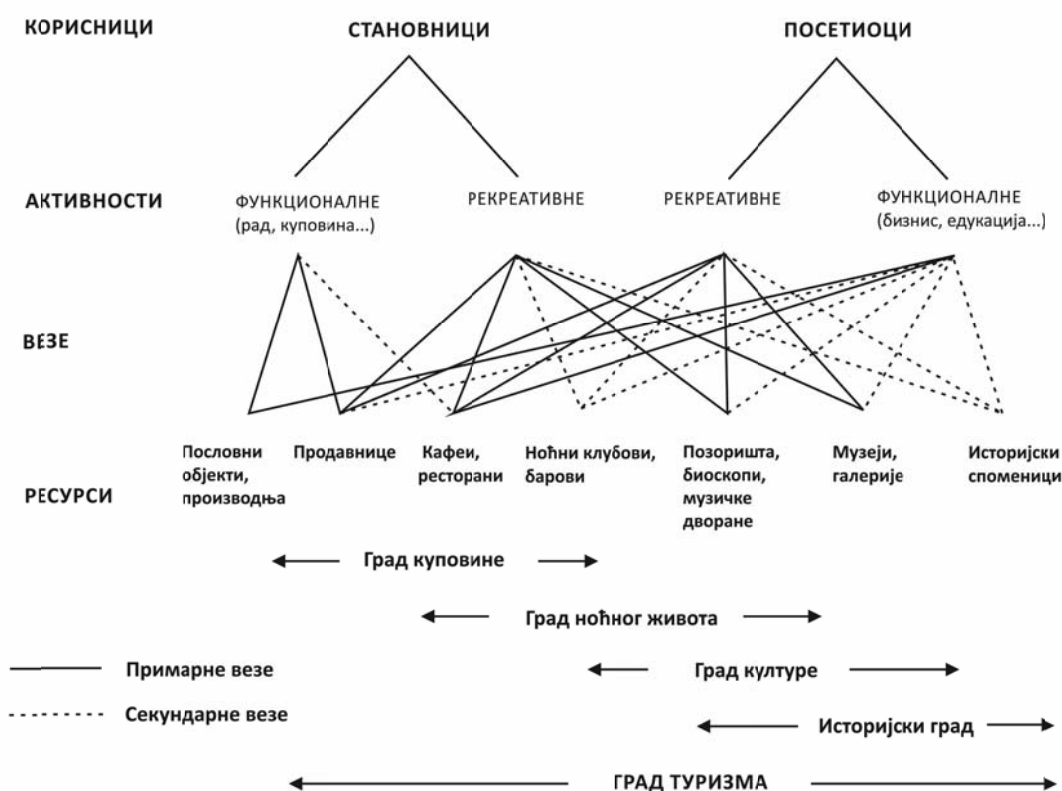 КОРИСНИЦИ СТАНОВНИЦИ ПОСЕТИОЦИ
АКТИВНОСТИ
ФУНКЦИОНАЛНЕ
(рад, куповина...)
РЕКРЕАТИВНЕ
РЕКРЕАТИВНЕ
ФУНКЦИОНАЛНЕ
(бизнис, едукација...)
ВЕЗЕ
РЕСУРСИ
Пословни
објекти,
производња
Продавнице
Кафеи,
ресторани
Ноћни клубови,
барови
Позоришта,
биоскопи,
музичке
дворане
Музеји,
галерије
Историјски
споменици
Град куповине
Град ноћног живота
Примарне везе
Град културе
Секундарне везе
Историјски град
ГРАД ТУРИЗМА